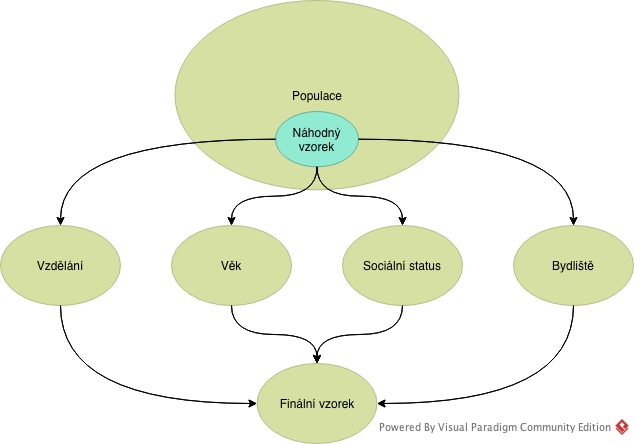 Populace
Náhodný
vzorek
Vzdělání
Věk
Sociální status
Bydliště
Finální vzorek
Powered By Visual Paradigm Community Edition